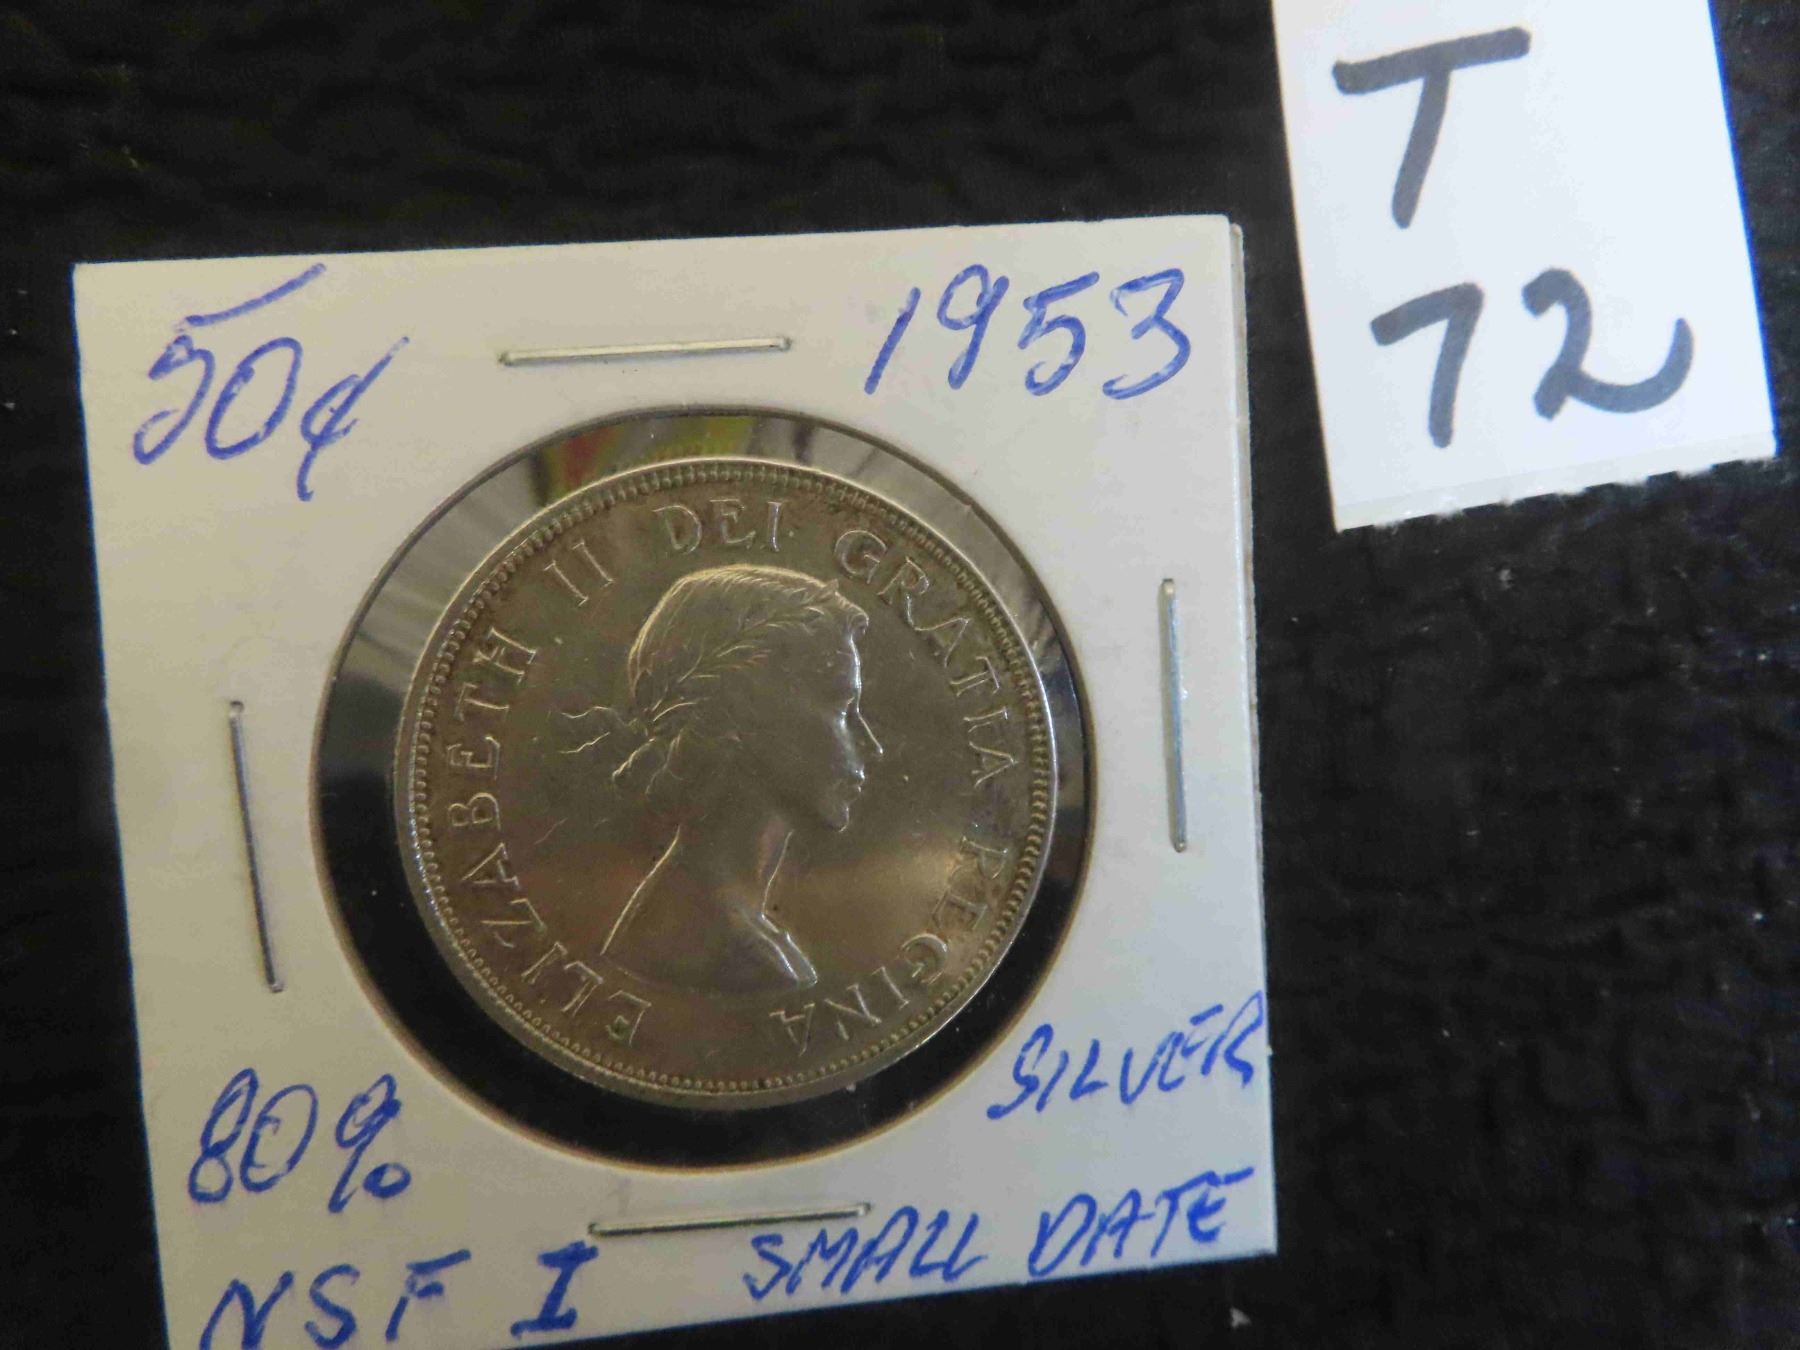 T
72
50¢ 1953
ELIZABETH II DEI GRATIA REGINA
80% SILVER
NSF I SMALL DATE